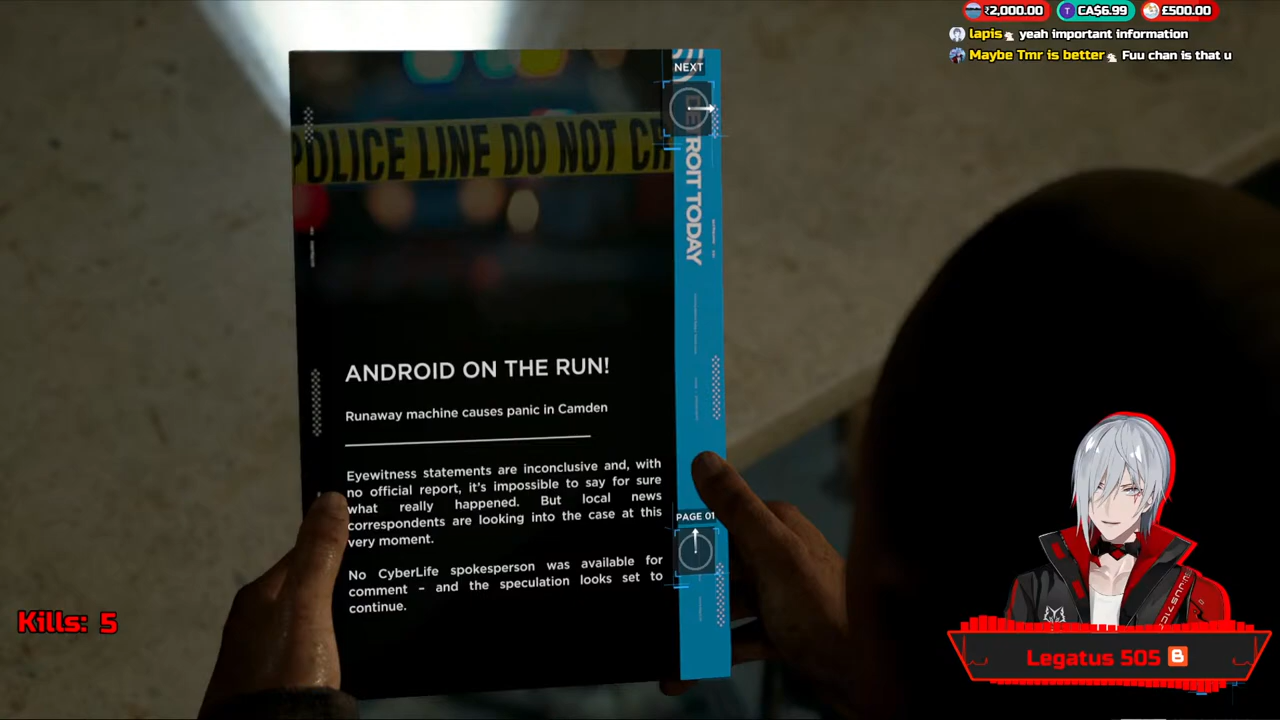 ₹2,000.00 CA$6.99 £500.00
T
lapis yeah important information
Maybe Tmr is better Fuu chan is that u
NEXT
DETROIT TODAY
POLICE LINE DO NOT CR
ANDROID ON THE RUN!
Runaway machine causes panic in Camden
Eyewitness statements are inconclusive and, with
no official report, it's impossible to say for sure
what really happened. But local news
correspondents are looking into the case at this
very moment.
No CyberLife spokesperson was available for
comment – and the speculation looks set to
continue.
PAGE 01
Kills: 5
Legatus 505 B